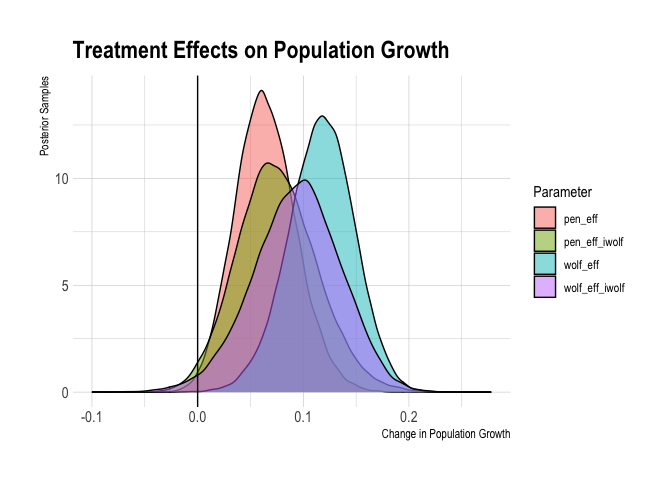 Treatment Effects on Population Growth
Posterior Samples
10
5
0
-0.1
0.0
0.1
0.2
Change in Population Growth
Parameter
pen_eff
pen_eff_iwolf
wolf_eff
wolf_eff_iwolf